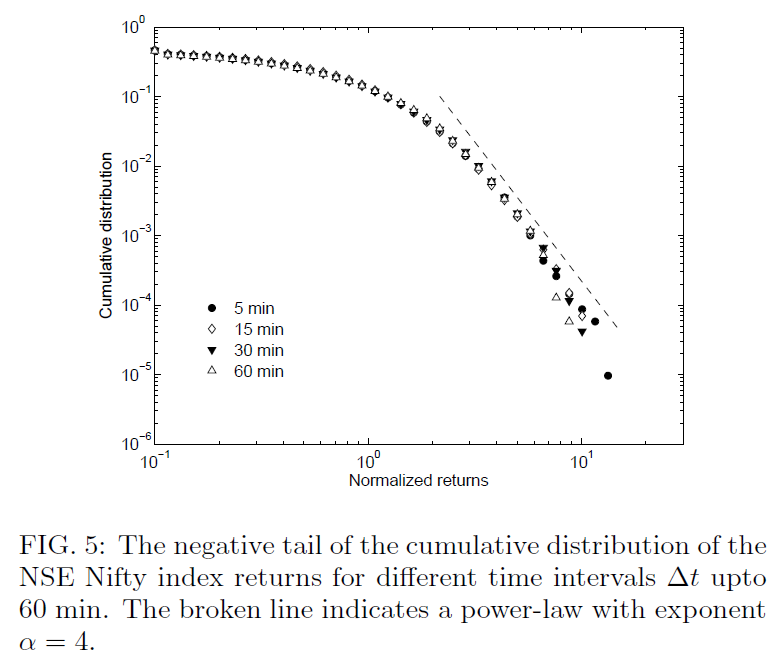 10^0
10^-1
10^-2
10^-3
10^-4
10^-5
10^-6
Cumulative distribution
5 min
15 min
30 min
60 min
10^-1
10^0
10^1
Normalized returns
FIG. 5: The negative tail of the cumulative distribution of the
NSE Nifty index returns for different time intervals Δt upto
60 min. The broken line indicates a power-law with exponent
α = 4.